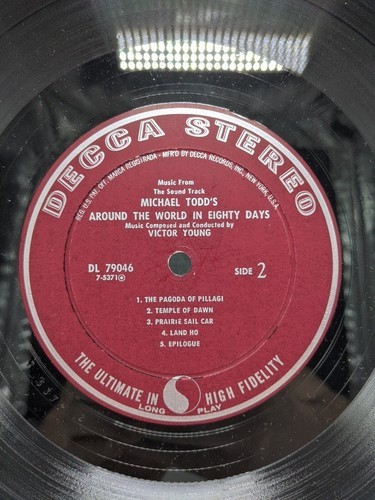 DECCA STEREO
REG. U.S. PAT. OFF. MARCA REGISTRADA • MFR'D BY DECCA RECORDS, INC., NEW YORK, U.S.A.
Music From
The Sound Track
MICHAEL TODD'S
AROUND THE WORLD IN EIGHTY DAYS
Music Composed and Conducted by
VICTOR YOUNG
DL 79046
7-5371
SIDE 2
1. THE PAGODA OF PILLAGI
2. TEMPLE OF DAWN
3. PRAIRIE SAIL CAR
4. LAND HO
5. EPILOGUE
THE ULTIMATE IN HIGH FIDELITY
LONG PLAY